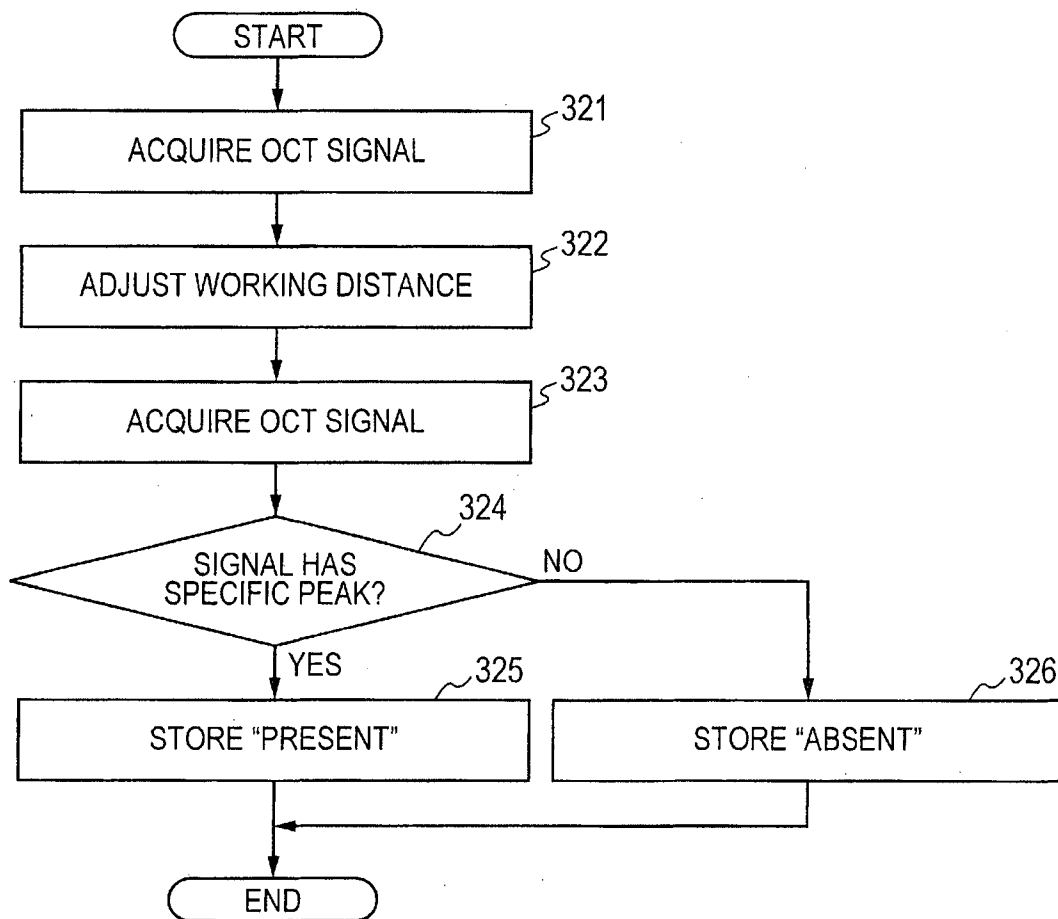 START
321
ACQUIRE OCT SIGNAL
322
ADJUST WORKING DISTANCE
323
ACQUIRE OCT SIGNAL
324
SIGNAL HAS
SPECIFIC PEAK?
NO
YES
325
STORE “PRESENT”
326
STORE “ABSENT”
END